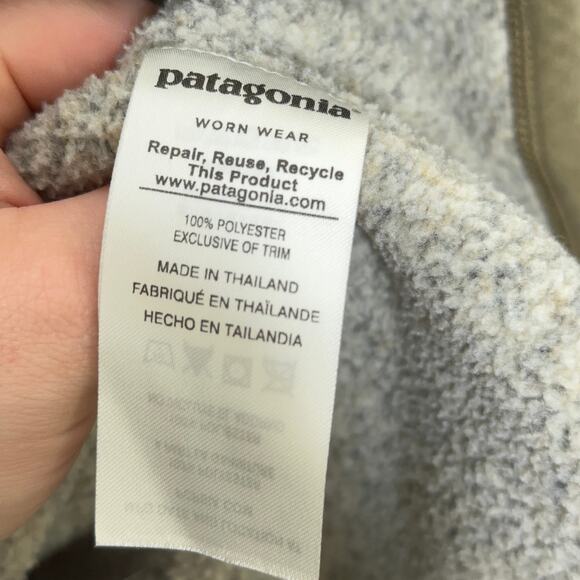 patagonia
WORN WEAR
Repair, Reuse, Recycle
This Product
www.patagonia.com
100% POLYESTER
EXCLUSIVE OF TRIM
MADE IN THAILAND
FABRIQUÉ EN THAÏLANDE
HECHO EN TAILANDIA